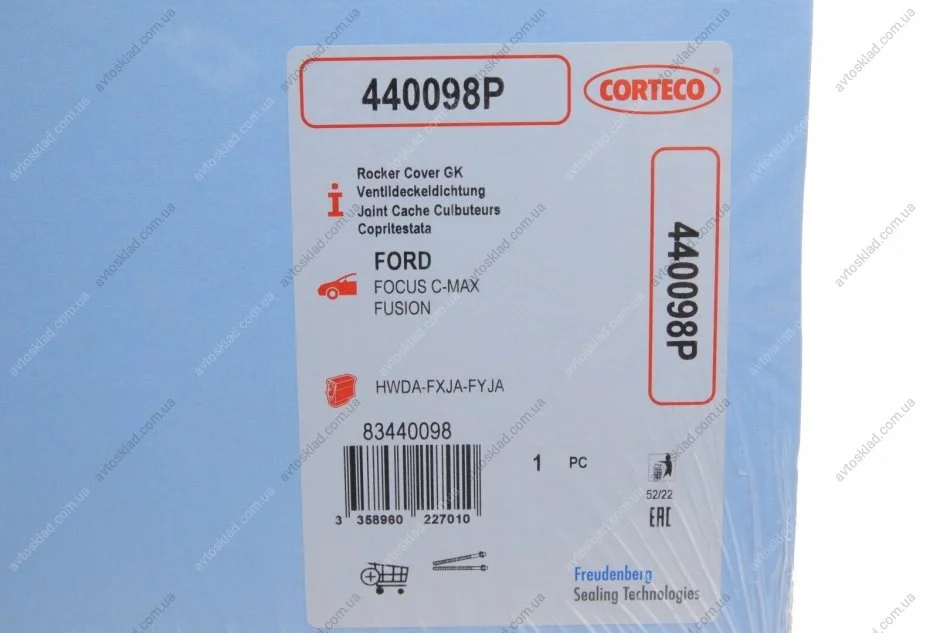 440098P
CORTECO®
Rocker Cover GK
Ventildeckeldichtung
Joint Cache Culbuteurs
Copritestata
i
FORD
FOCUS C-MAX
FUSION
440098P
HWDA-FXJA-FYJA
83440098
1 PC
3 358960 227010
52/22
EAC
Freudenberg
Sealing Technologies
avtosklad.com.ua